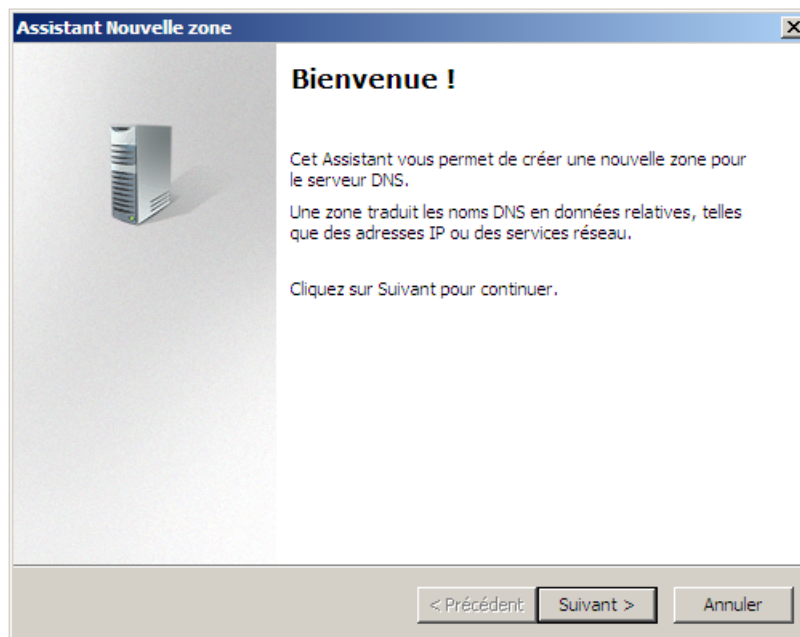 Assistant Nouvelle zone
Bienvenue !
Cet Assistant vous permet de créer une nouvelle zone pour
le serveur DNS.
Une zone traduit les noms DNS en données relatives, telles
que des adresses IP ou des services réseau.
Cliquez sur Suivant pour continuer.
< Précédent Suivant > Annuler